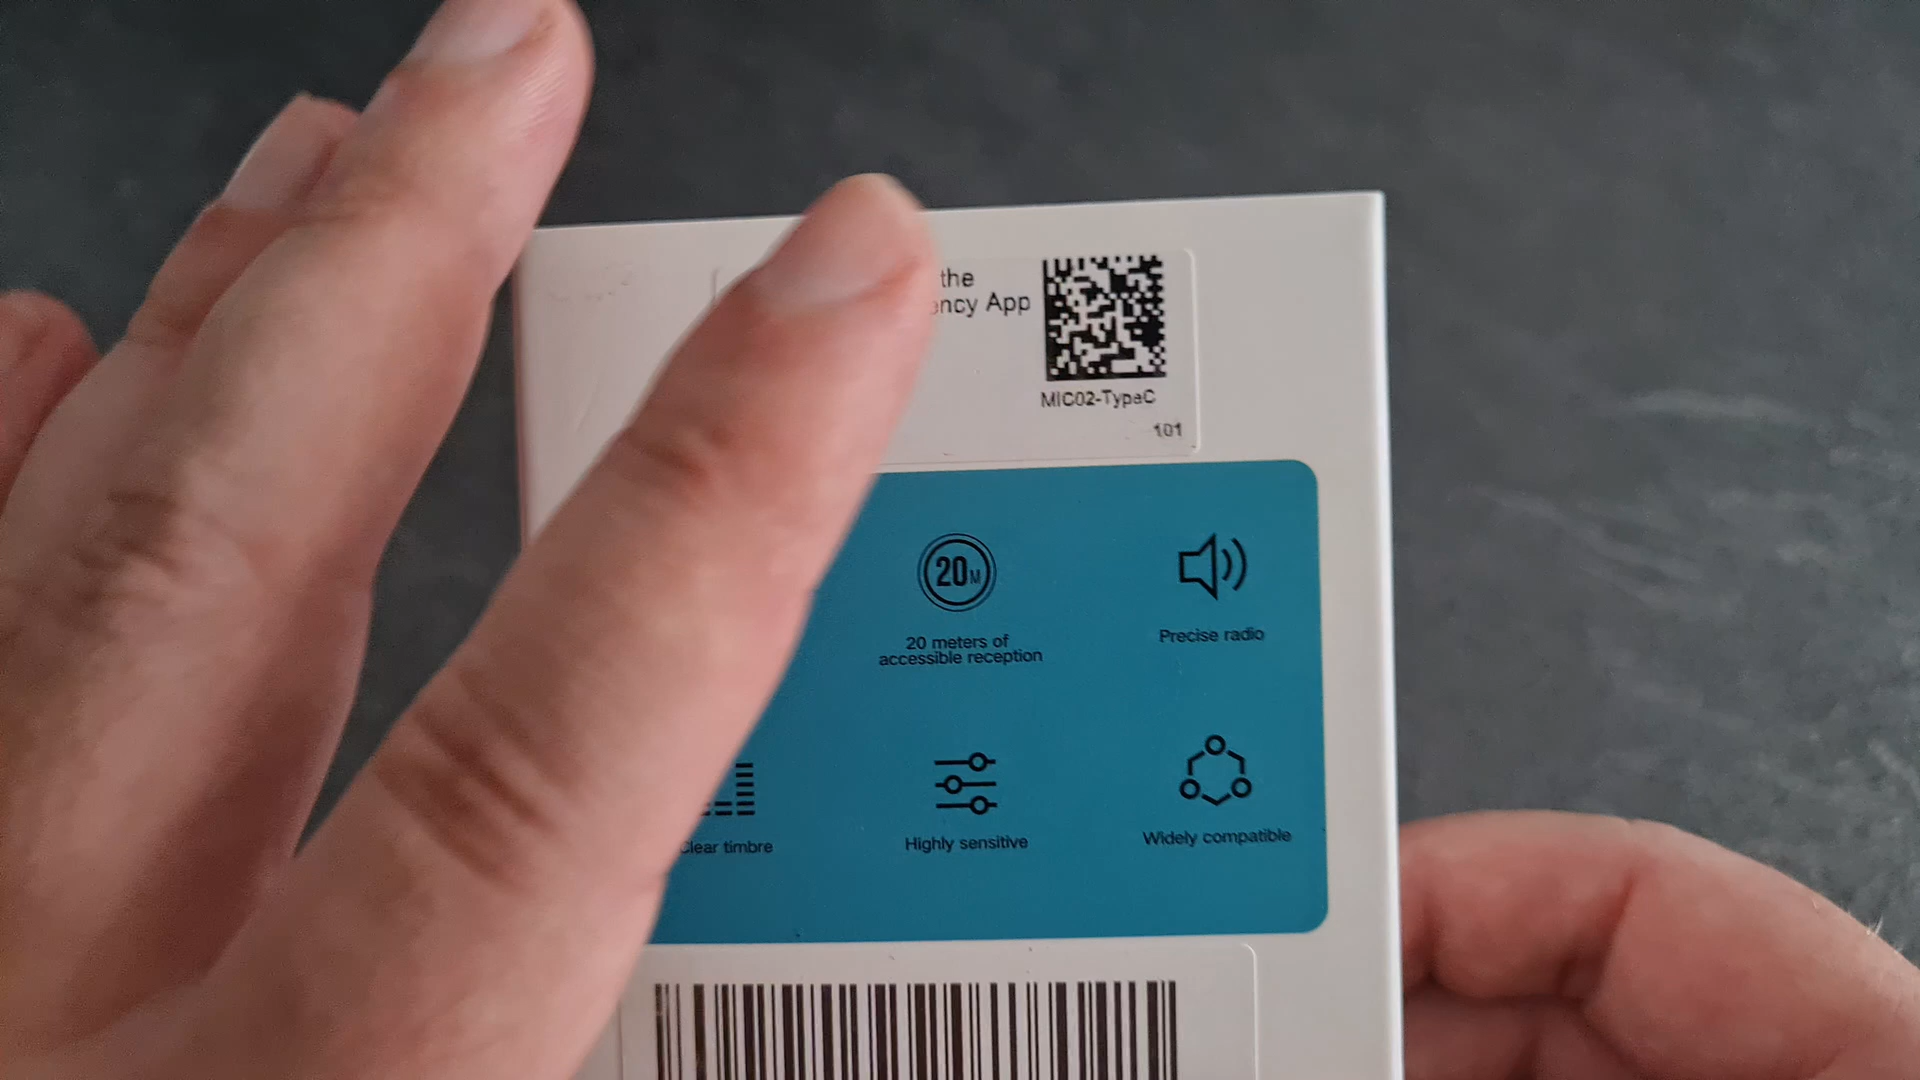 the
App
MIC02-TypeC
101
20M
20 meters of
accessible reception
Precise radio
Clear timbre
Highly sensitive
Widely compatible